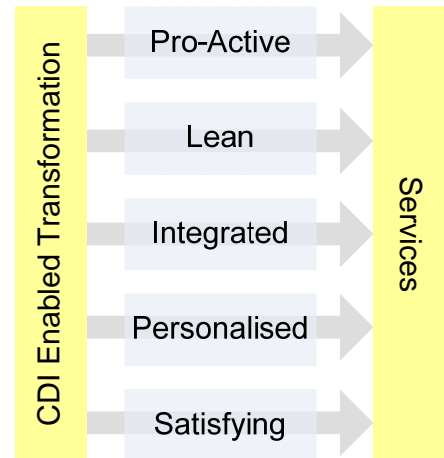 CDI Enabled Transformation
Pro-Active
Lean
Integrated
Personalised
Satisfying
Services